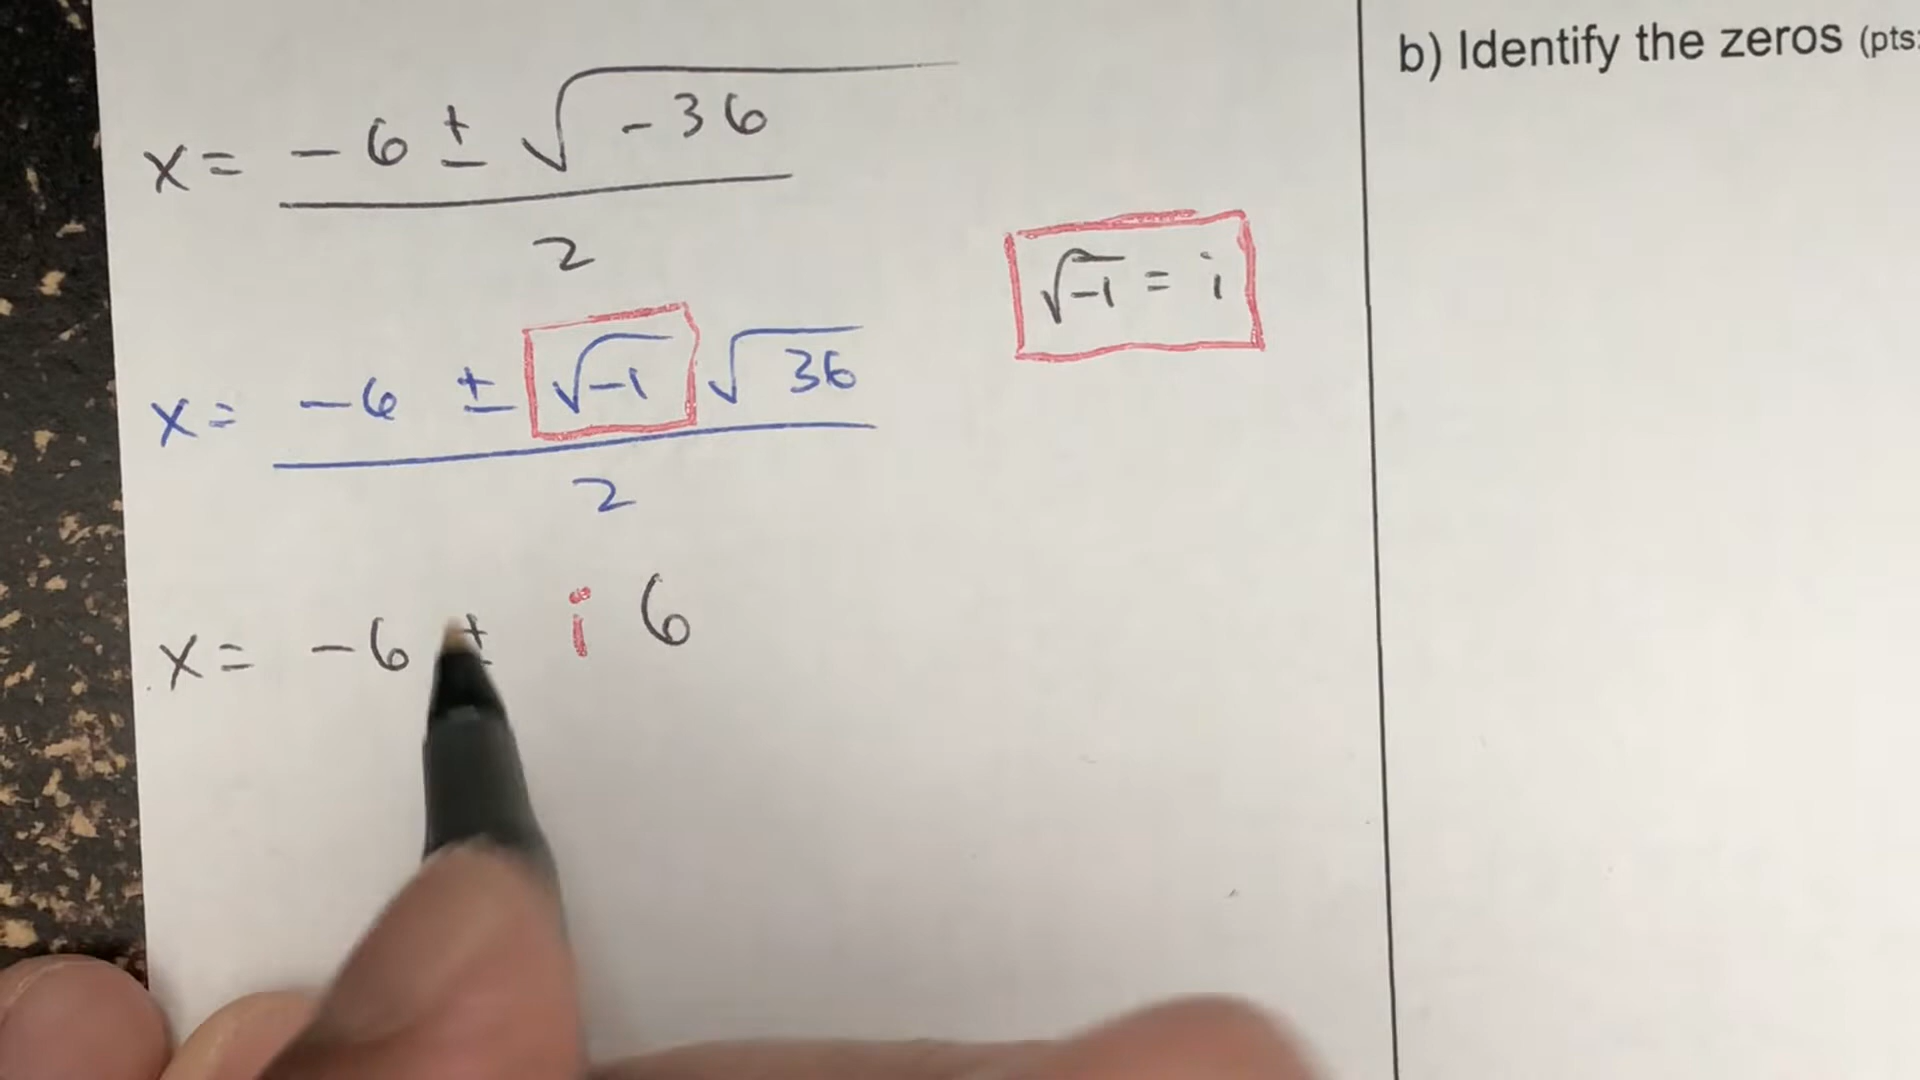 b) Identify the zeros (pts:
x = -6 ± √-36
2
√-1 = i
x = -6 ± √-1 √36
2
x = -6 ± i 6